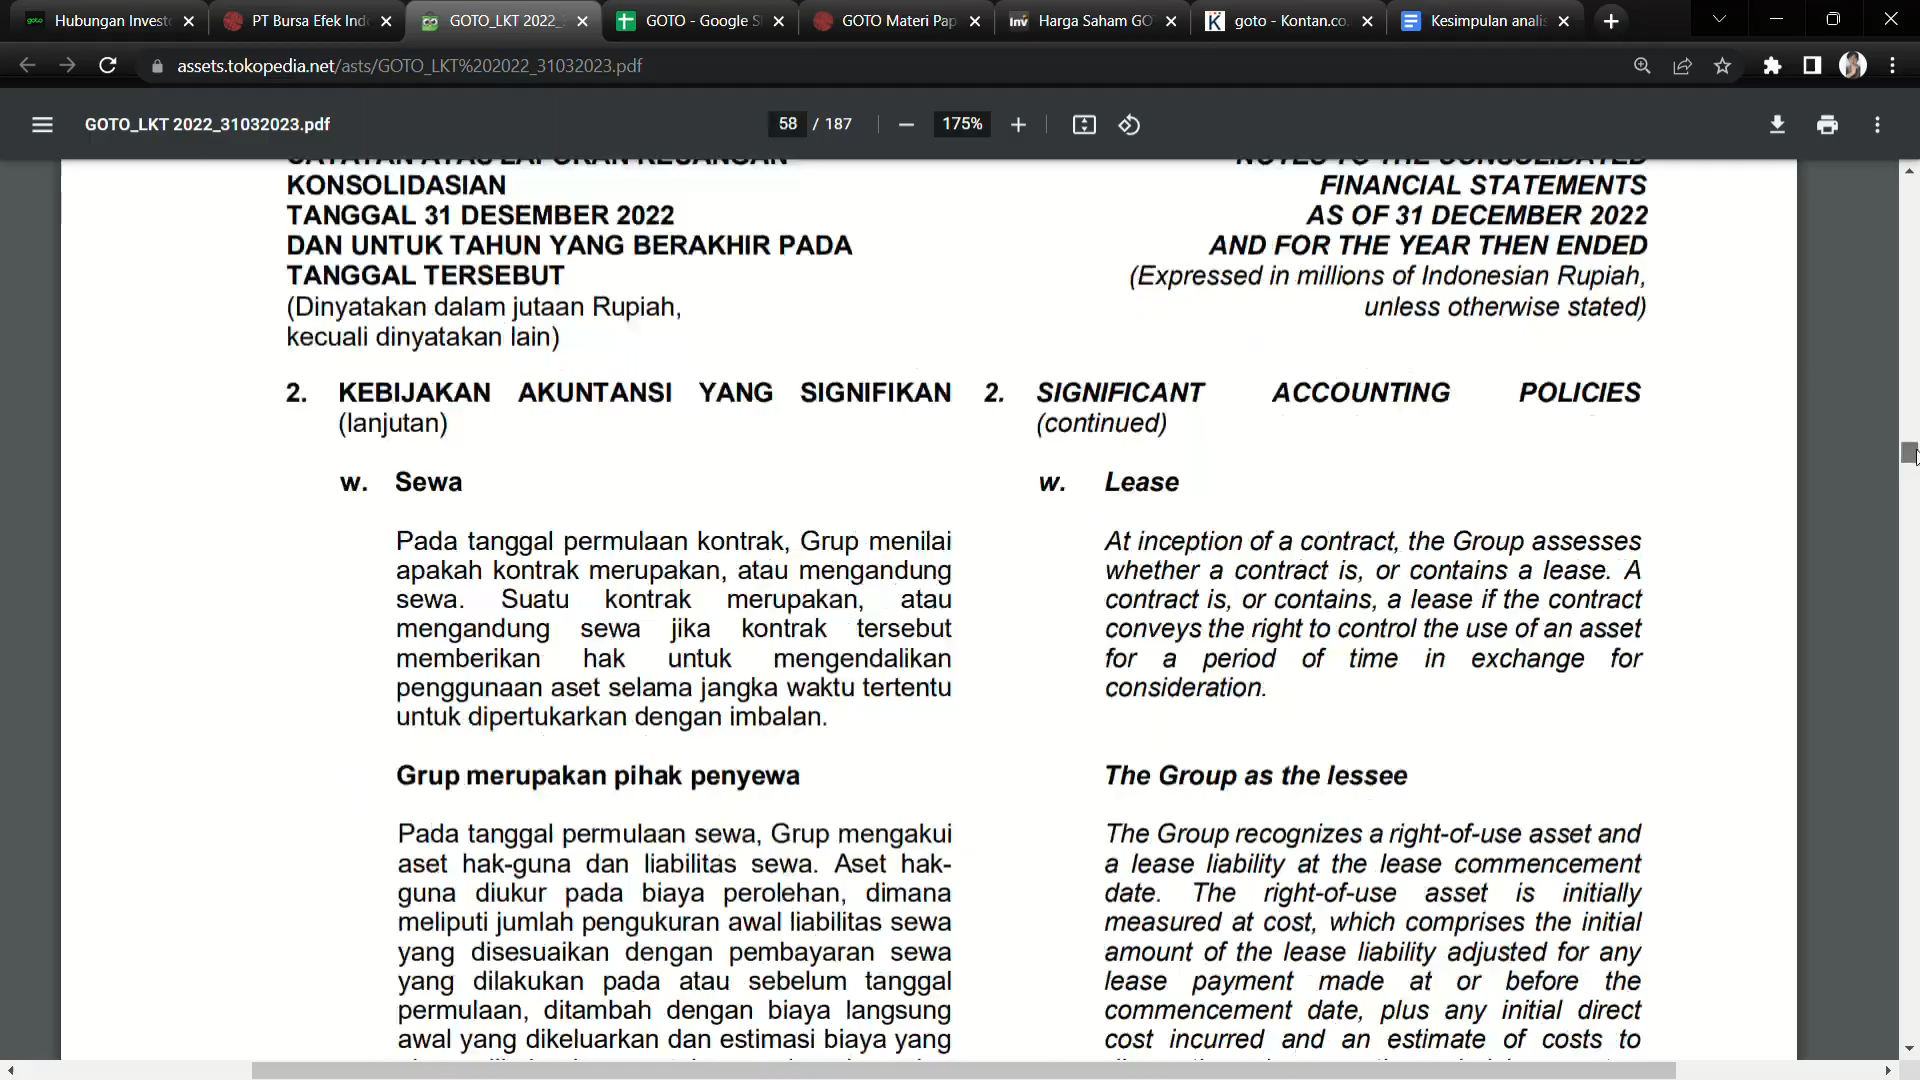 goto Hubungan Invest
PT Bursa Efek Ind
GOTO_LKT 2022_
GOTO - Google S
GOTO Materi Pap
Inv Harga Saham GO
K goto - Kontan.co.
Kesimpulan analis
assets.tokopedia.net/asts/GOTO_LKT%202022_31032023.pdf
GOTO_LKT 2022_31032023.pdf
58 / 187
175%
CATATAN ATAS LAPORAN KEUANGAN
KONSOLIDASIAN
TANGGAL 31 DESEMBER 2022
DAN UNTUK TAHUN YANG BERAKHIR PADA
TANGGAL TERSEBUT
(Dinyatakan dalam jutaan Rupiah,
kecuali dinyatakan lain)
NOTES TO THE CONSOLIDATED
FINANCIAL STATEMENTS
AS OF 31 DECEMBER 2022
AND FOR THE YEAR THEN ENDED
(Expressed in millions of Indonesian Rupiah,
unless otherwise stated)
2. KEBIJAKAN AKUNTANSI YANG SIGNIFIKAN
(lanjutan)
w. Sewa
Pada tanggal permulaan kontrak, Grup menilai
apakah kontrak merupakan, atau mengandung
sewa. Suatu kontrak merupakan, atau
mengandung sewa jika kontrak tersebut
memberikan hak untuk mengendalikan
penggunaan aset selama jangka waktu tertentu
untuk dipertukarkan dengan imbalan.
Grup merupakan pihak penyewa
Pada tanggal permulaan sewa, Grup mengakui
aset hak-guna dan liabilitas sewa. Aset hak-
guna diukur pada biaya perolehan, dimana
meliputi jumlah pengukuran awal liabilitas sewa
yang disesuaikan dengan pembayaran sewa
yang dilakukan pada atau sebelum tanggal
permulaan, ditambah dengan biaya langsung
awal yang dikeluarkan dan estimasi biaya yang
2. SIGNIFICANT ACCOUNTING POLICIES
(continued)
w. Lease
At inception of a contract, the Group assesses
whether a contract is, or contains a lease. A
contract is, or contains, a lease if the contract
conveys the right to control the use of an asset
for a period of time in exchange for
consideration.
The Group as the lessee
The Group recognizes a right-of-use asset and
a lease liability at the lease commencement
date. The right-of-use asset is initially
measured at cost, which comprises the initial
amount of the lease liability adjusted for any
lease payment made at or before the
commencement date, plus any initial direct
cost incurred and an estimate of costs to